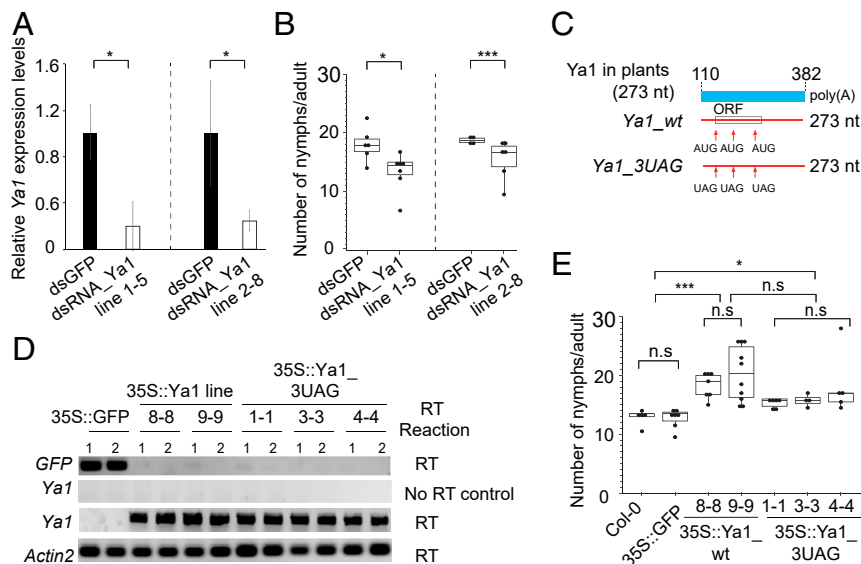 A
Relative Ya1 expression levels
1.6
1.2
0.9
0.6
0
*
*
dsGFP
dsRNA_Ya1
line 1-5
dsGFP
dsRNA_Ya1
line 2-8
B
Number of nymphs/adult
30
20
10
0
*
***
dsGFP
dsRNA_Ya1
line 1-5
dsGFP
dsRNA_Ya1
line 2-8
C
Ya1 in plants
(273 nt)
110
382
poly(A)
ORF
Ya1_wt
273 nt
AUG AUG AUG
Ya1_3UAG
273 nt
UAG UAG UAG
D
35S::GFP
35S::Ya1 line
35S::Ya1_
3UAG
RT
Reaction
8-8 9-9 1-1 3-3 4-4
1 2 1 2 1 2 1 2 1 2 1 2
GFP RT
Ya1 No RT control
Ya1 RT
Actin2 RT
E
Number of nymphs/adult
30
20
13
0
*
***
n.s
n.s
n.s
n.s
Col-0
35S::GFP
8-8 9-9 1-1 3-3 4-4
35S::Ya1_
wt
35S::Ya1_
3UAG